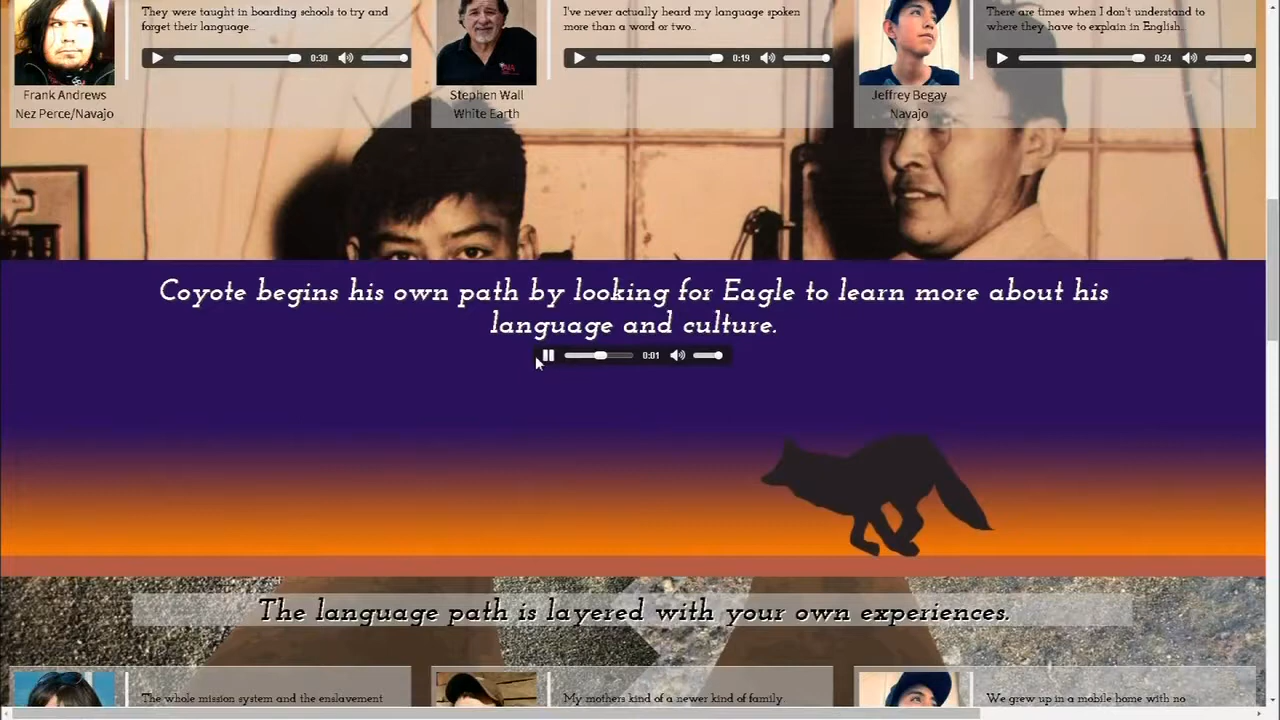 They were taught in boarding schools to try and
forget their language...
0:30
Frank Andrews
Nez Perce/Navajo
I've never actually heard my language spoken
more than a word or two...
0:19
Stephen Wall
White Earth
There are times when I don't understand to
where they have to explain in English...
0:24
Jeffrey Begay
Navajo
Coyote begins his own path by looking for Eagle to learn more about his
language and culture.
0:01
The language path is layered with your own experiences.
The whole mission system and the enslavement
My mothers kind of a newer kind of family.
We grew up in a mobile home with no